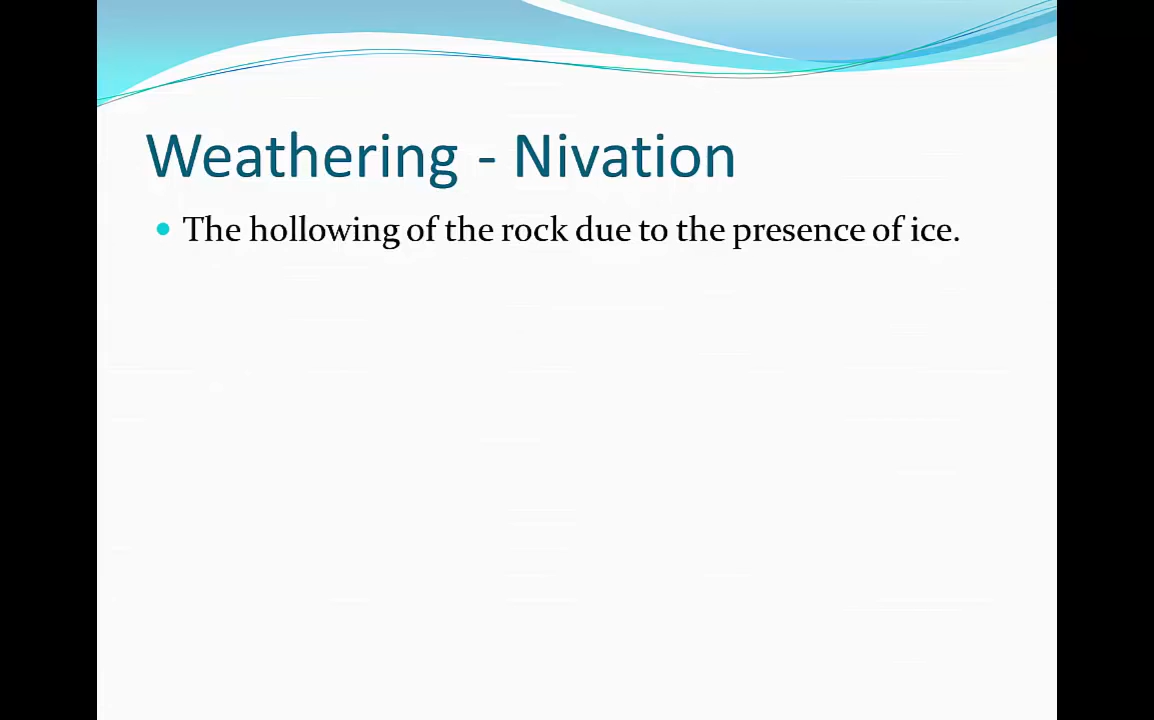 Weathering - Nivation
The hollowing of the rock due to the presence of ice.